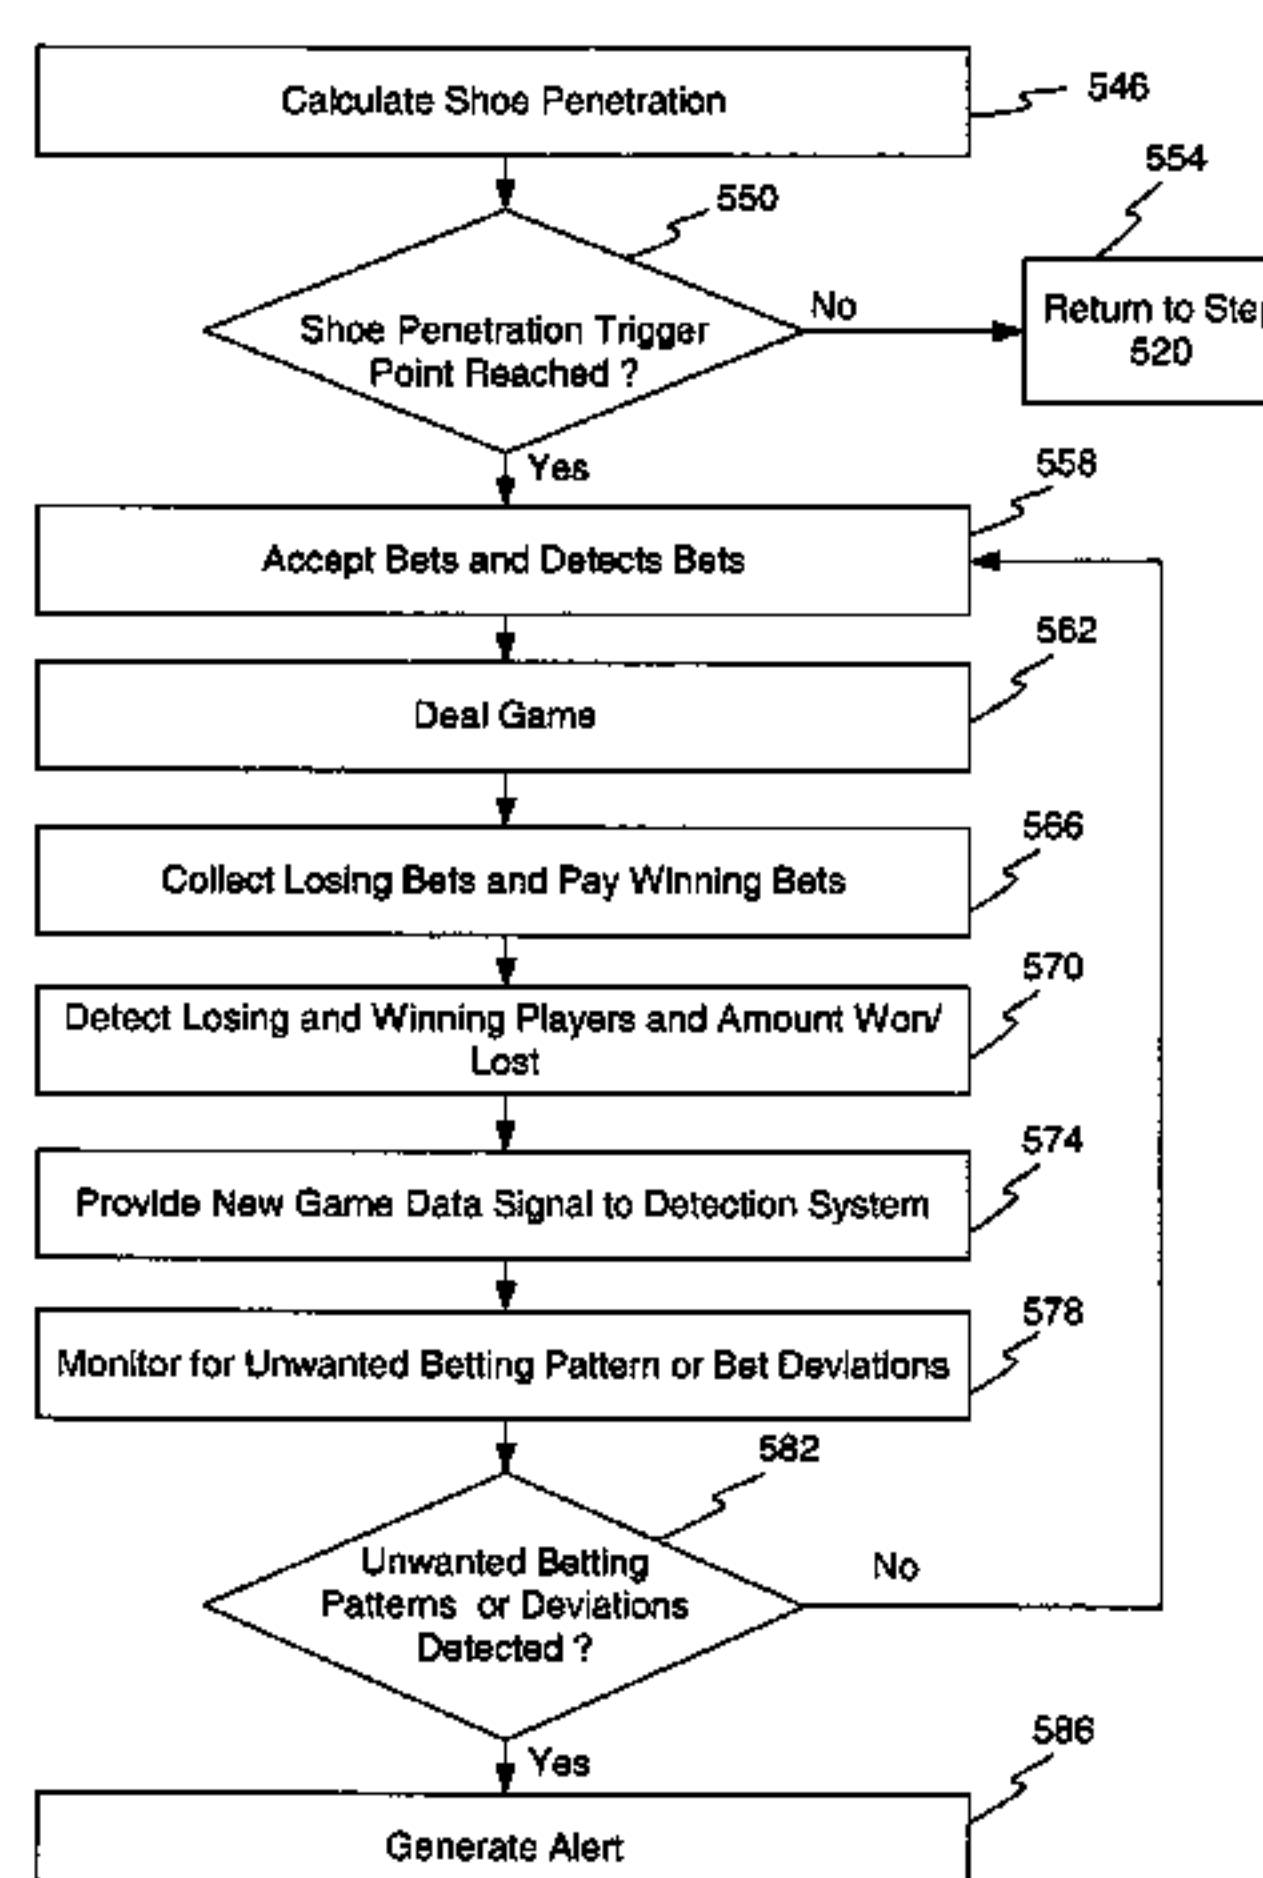 Calculate Shoe Penetration
546
554
550
No
Return to Step
520
Shoe Penetration Trigger
Point Reached ?
Yes
558
Accept Bets and Detects Bets
562
Deal Game
566
Collect Losing Bets and Pay Winning Bets
570
Detect Losing and Winning Players and Amount Won/
Lost
574
Provide New Game Data Signal to Detection System
578
Monitor for Unwanted Betting Pattern or Bet Deviations
582
Unwanted Betting
Patterns or Deviations
Detected ?
No
Yes
586
Generate Alert